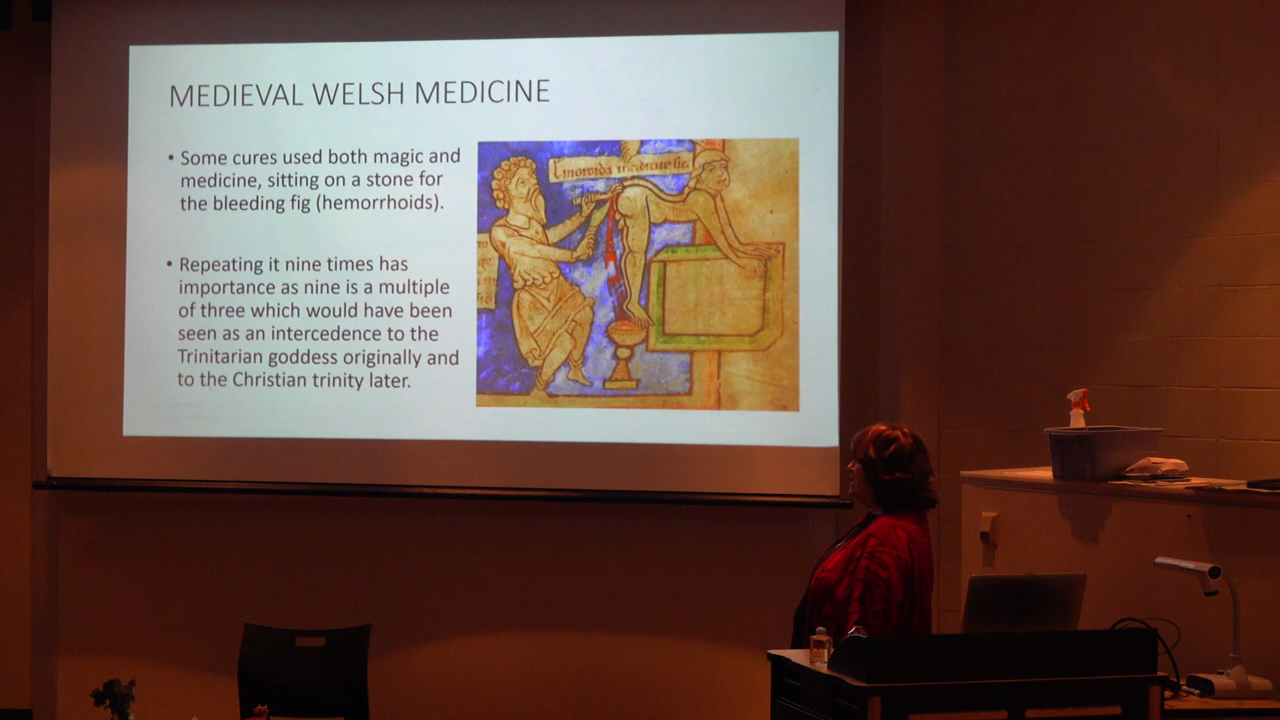 MEDIEVAL WELSH MEDICINE
• Some cures used both magic and
medicine, sitting on a stone for
the bleeding fig (hemorrhoids).
• Repeating it nine times has
importance as nine is a multiple
of three which would have been
seen as an intercedence to the
Trinitarian goddess originally and
to the Christian trinity later.